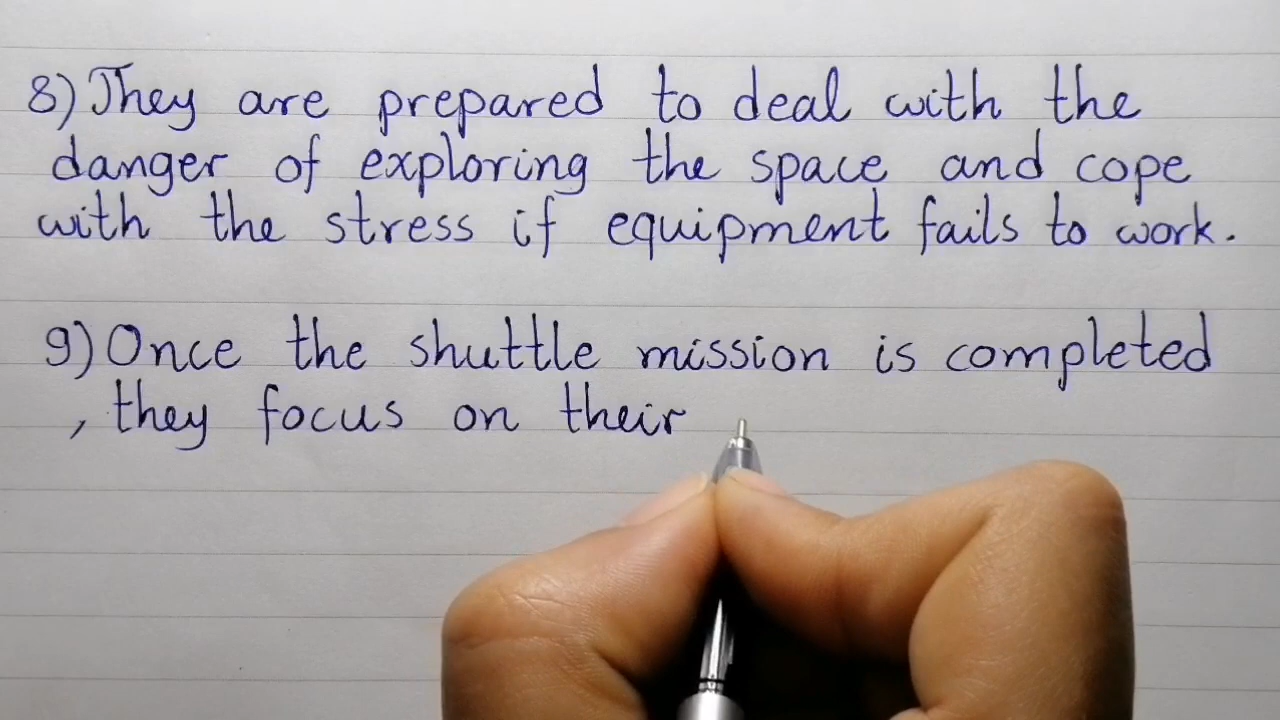 8) They are prepared to deal with the
danger of exploring the space and cope
with the stress if equipment fails to work.
9) Once the shuttle mission is completed
, they focus on their